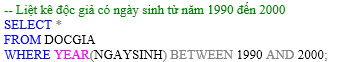 -- Liệt kê độc giả có ngày sinh từ năm 1990 đến 2000
SELECT *
FROM DOCGIA
WHERE YEAR(NGAYSINH) BETWEEN 1990 AND 2000;